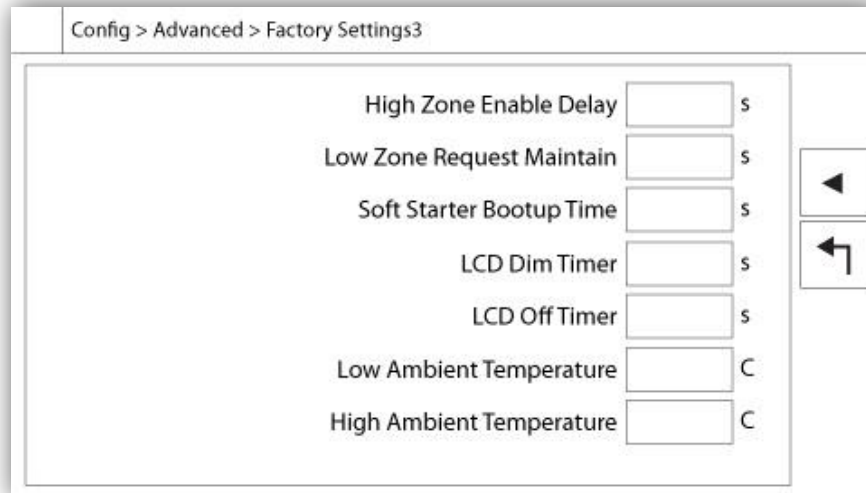 Config > Advanced > Factory Settings3
High Zone Enable Delay s
Low Zone Request Maintain s
Soft Starter Bootup Time s
LCD Dim Timer s
LCD Off Timer s
Low Ambient Temperature C
High Ambient Temperature C